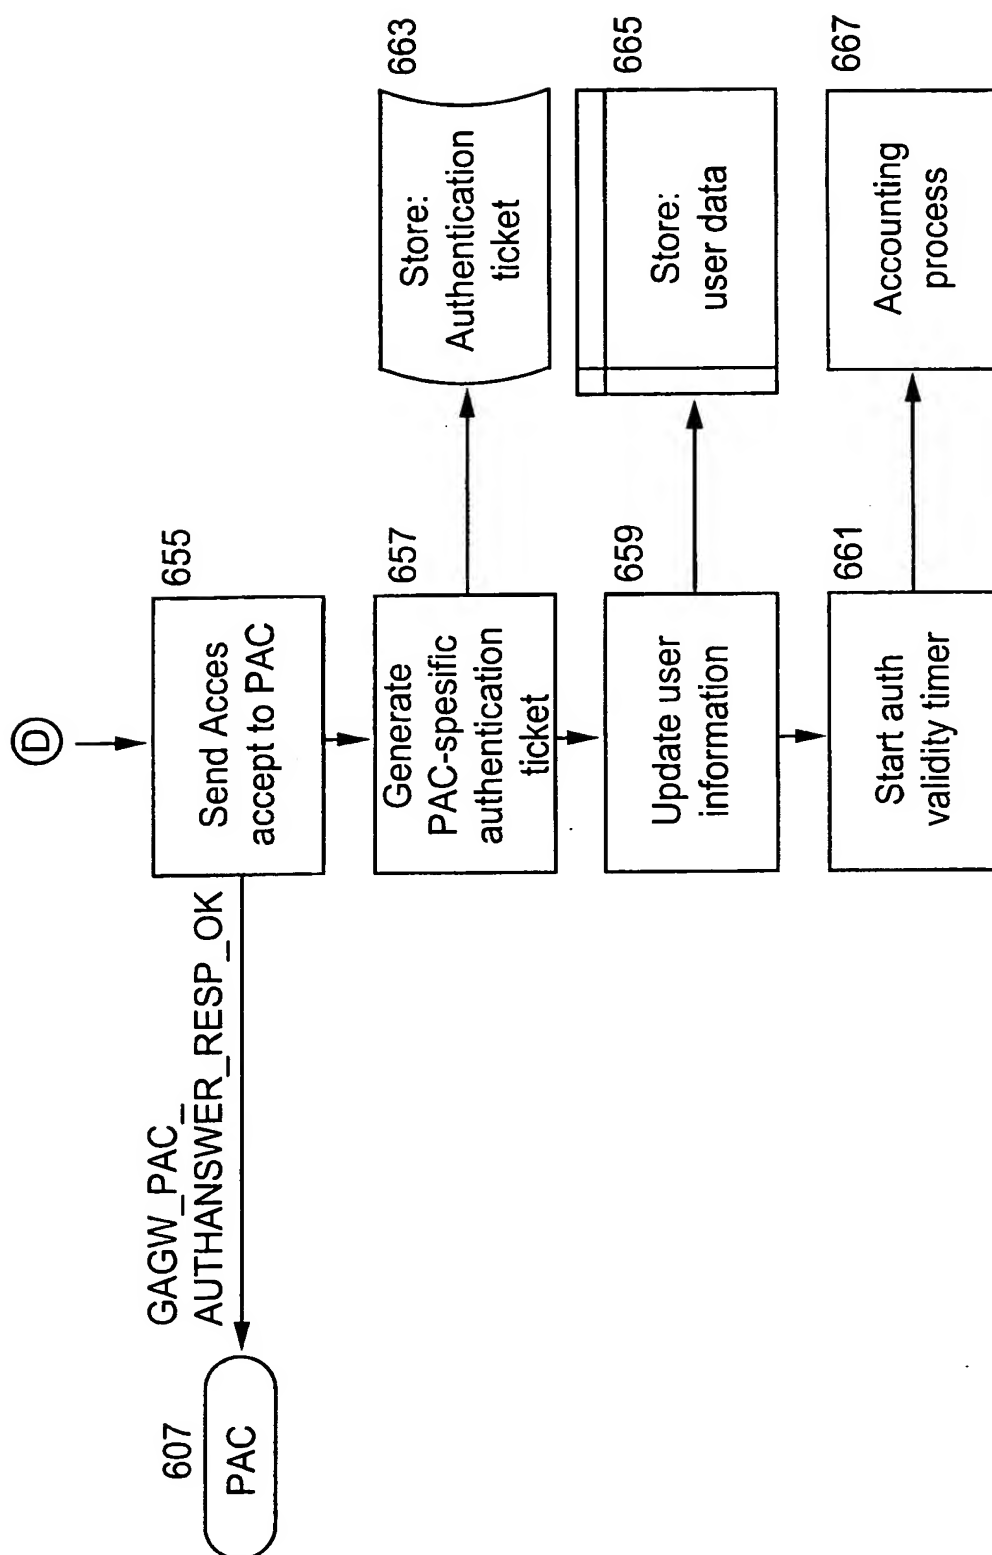 D
655
Send Acces
accept to PAC
GAGW_PAC_
AUTHANSWER_RESP_OK
607
PAC
657
Generate
PAC-spesific
authentication
ticket
663
Store:
Authentication
ticket
659
Update user
information
665
Store:
user data
661
Start auth
validity timer
667
Accounting
process